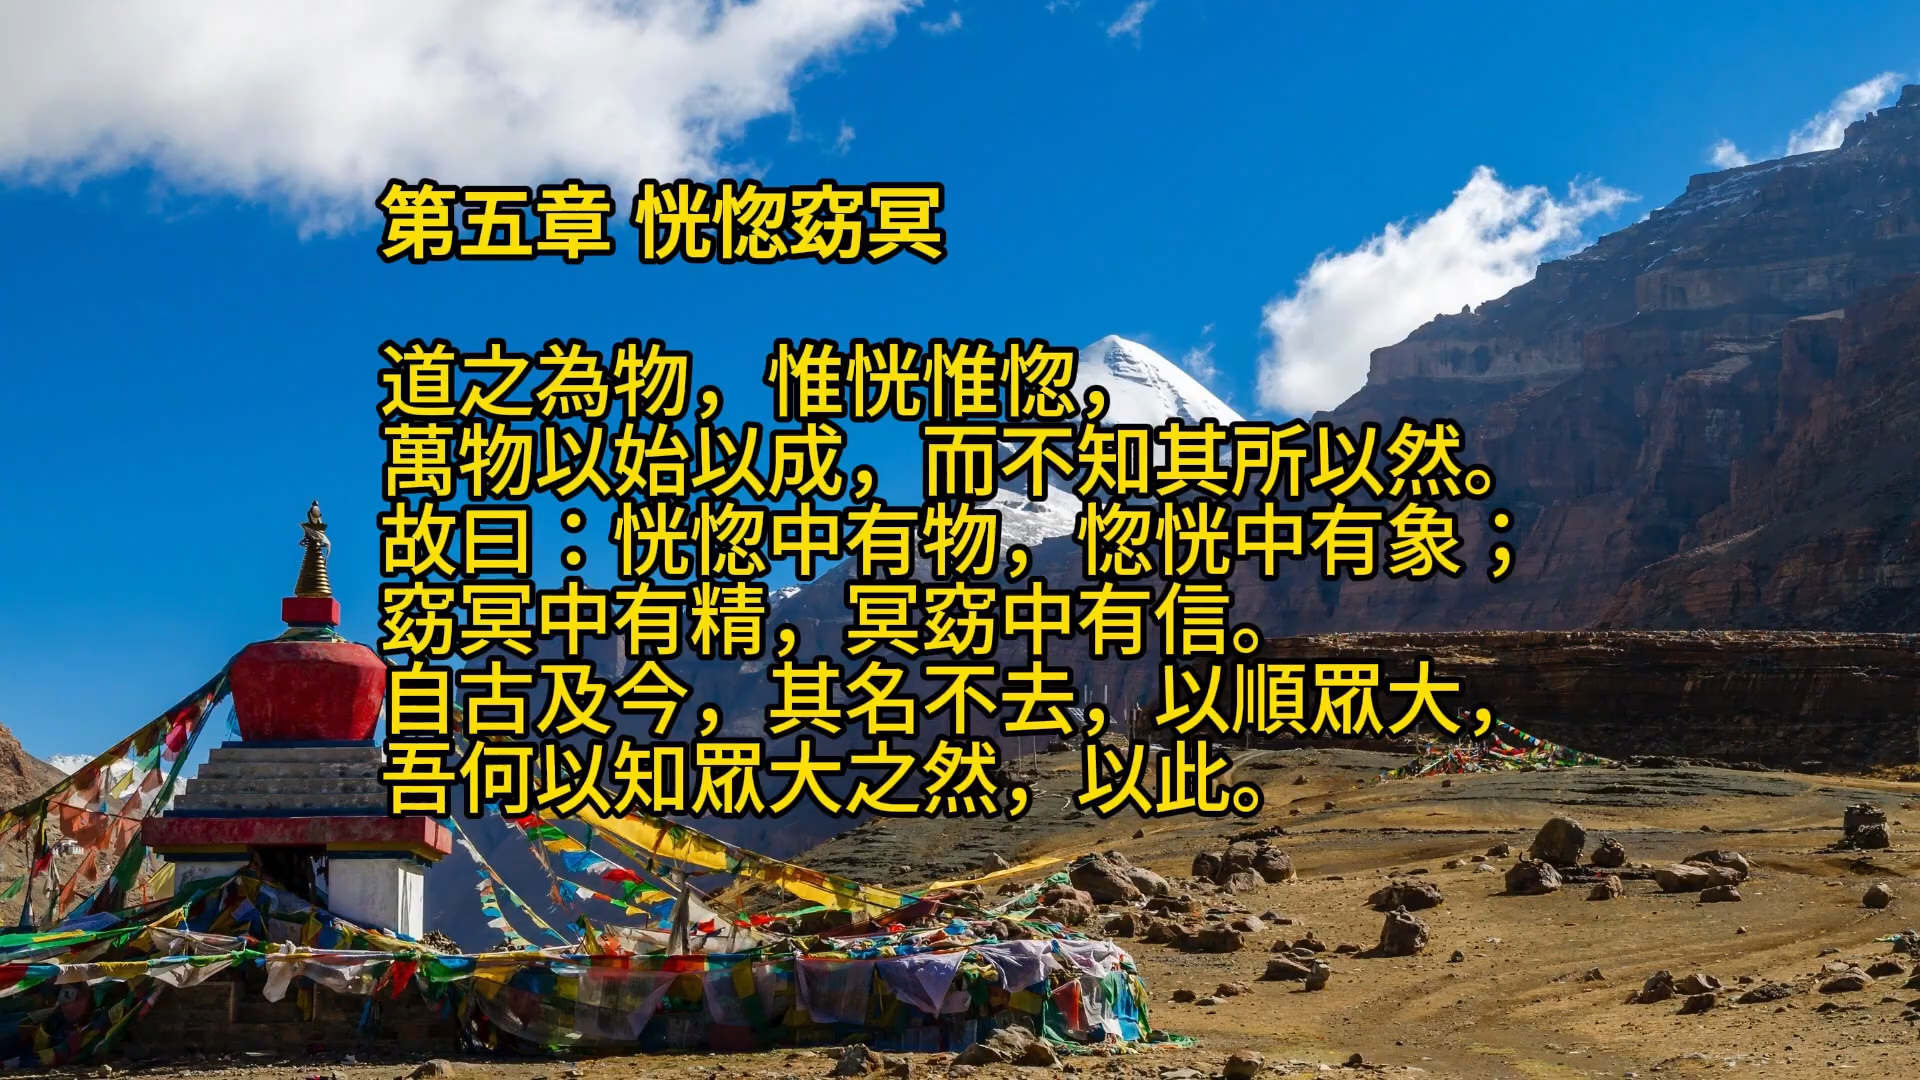 第五章 恍惚窈冥
道之為物，惟恍惟惚，
萬物以始以成，而不知其所以然。
故曰：恍惚中有物，惚恍中有象；
窈冥中有精，冥窈中有信。
自古及今，其名不去，以順眾大，
吾何以知眾大之然，以此。